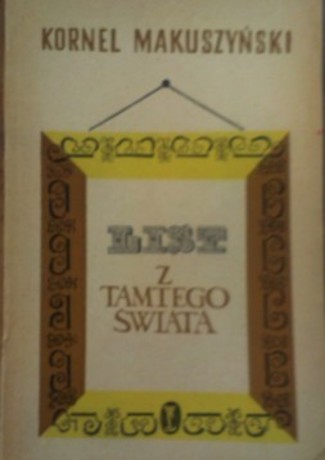 KORNEL MAKUSZYŃSKI
LIST
Z
TAMTEGO
ŚWIATA